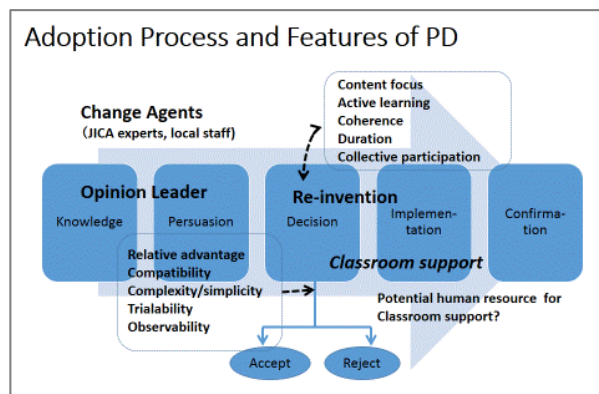 Adoption Process and Features of PD
Content focus
Active learning
Coherence
Duration
Collective participation
Change Agents
(JICA experts, local staff)
Opinion Leader
Re-invention
Knowledge
Persuasion
Decision
Implemen-
tation
Confirma-
tion
Relative advantage
Compatibility
Complexity/simplicity
Trialability
Observability
Classroom support
Potential human resource for
Classroom support?
Accept
Reject